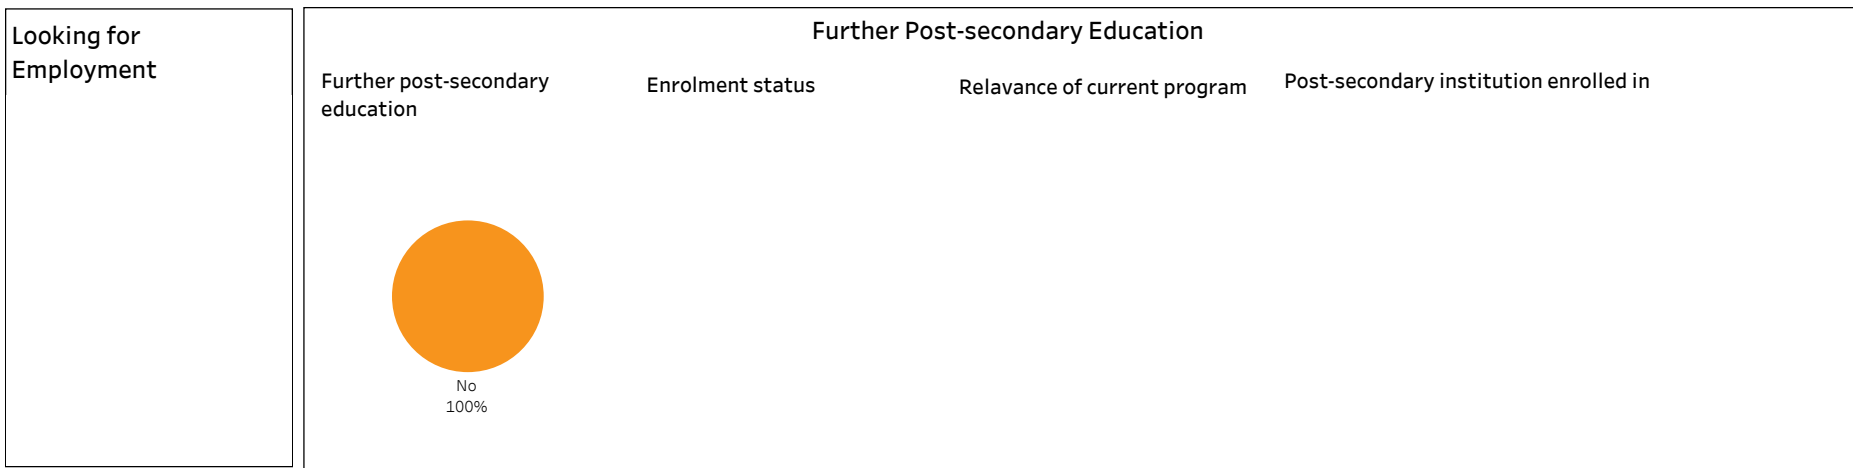 Looking for
Employment
Further Post-secondary Education
Further post-secondary
education
Enrolment status
Relavance of current program
Post-secondary institution enrolled in
No
100%